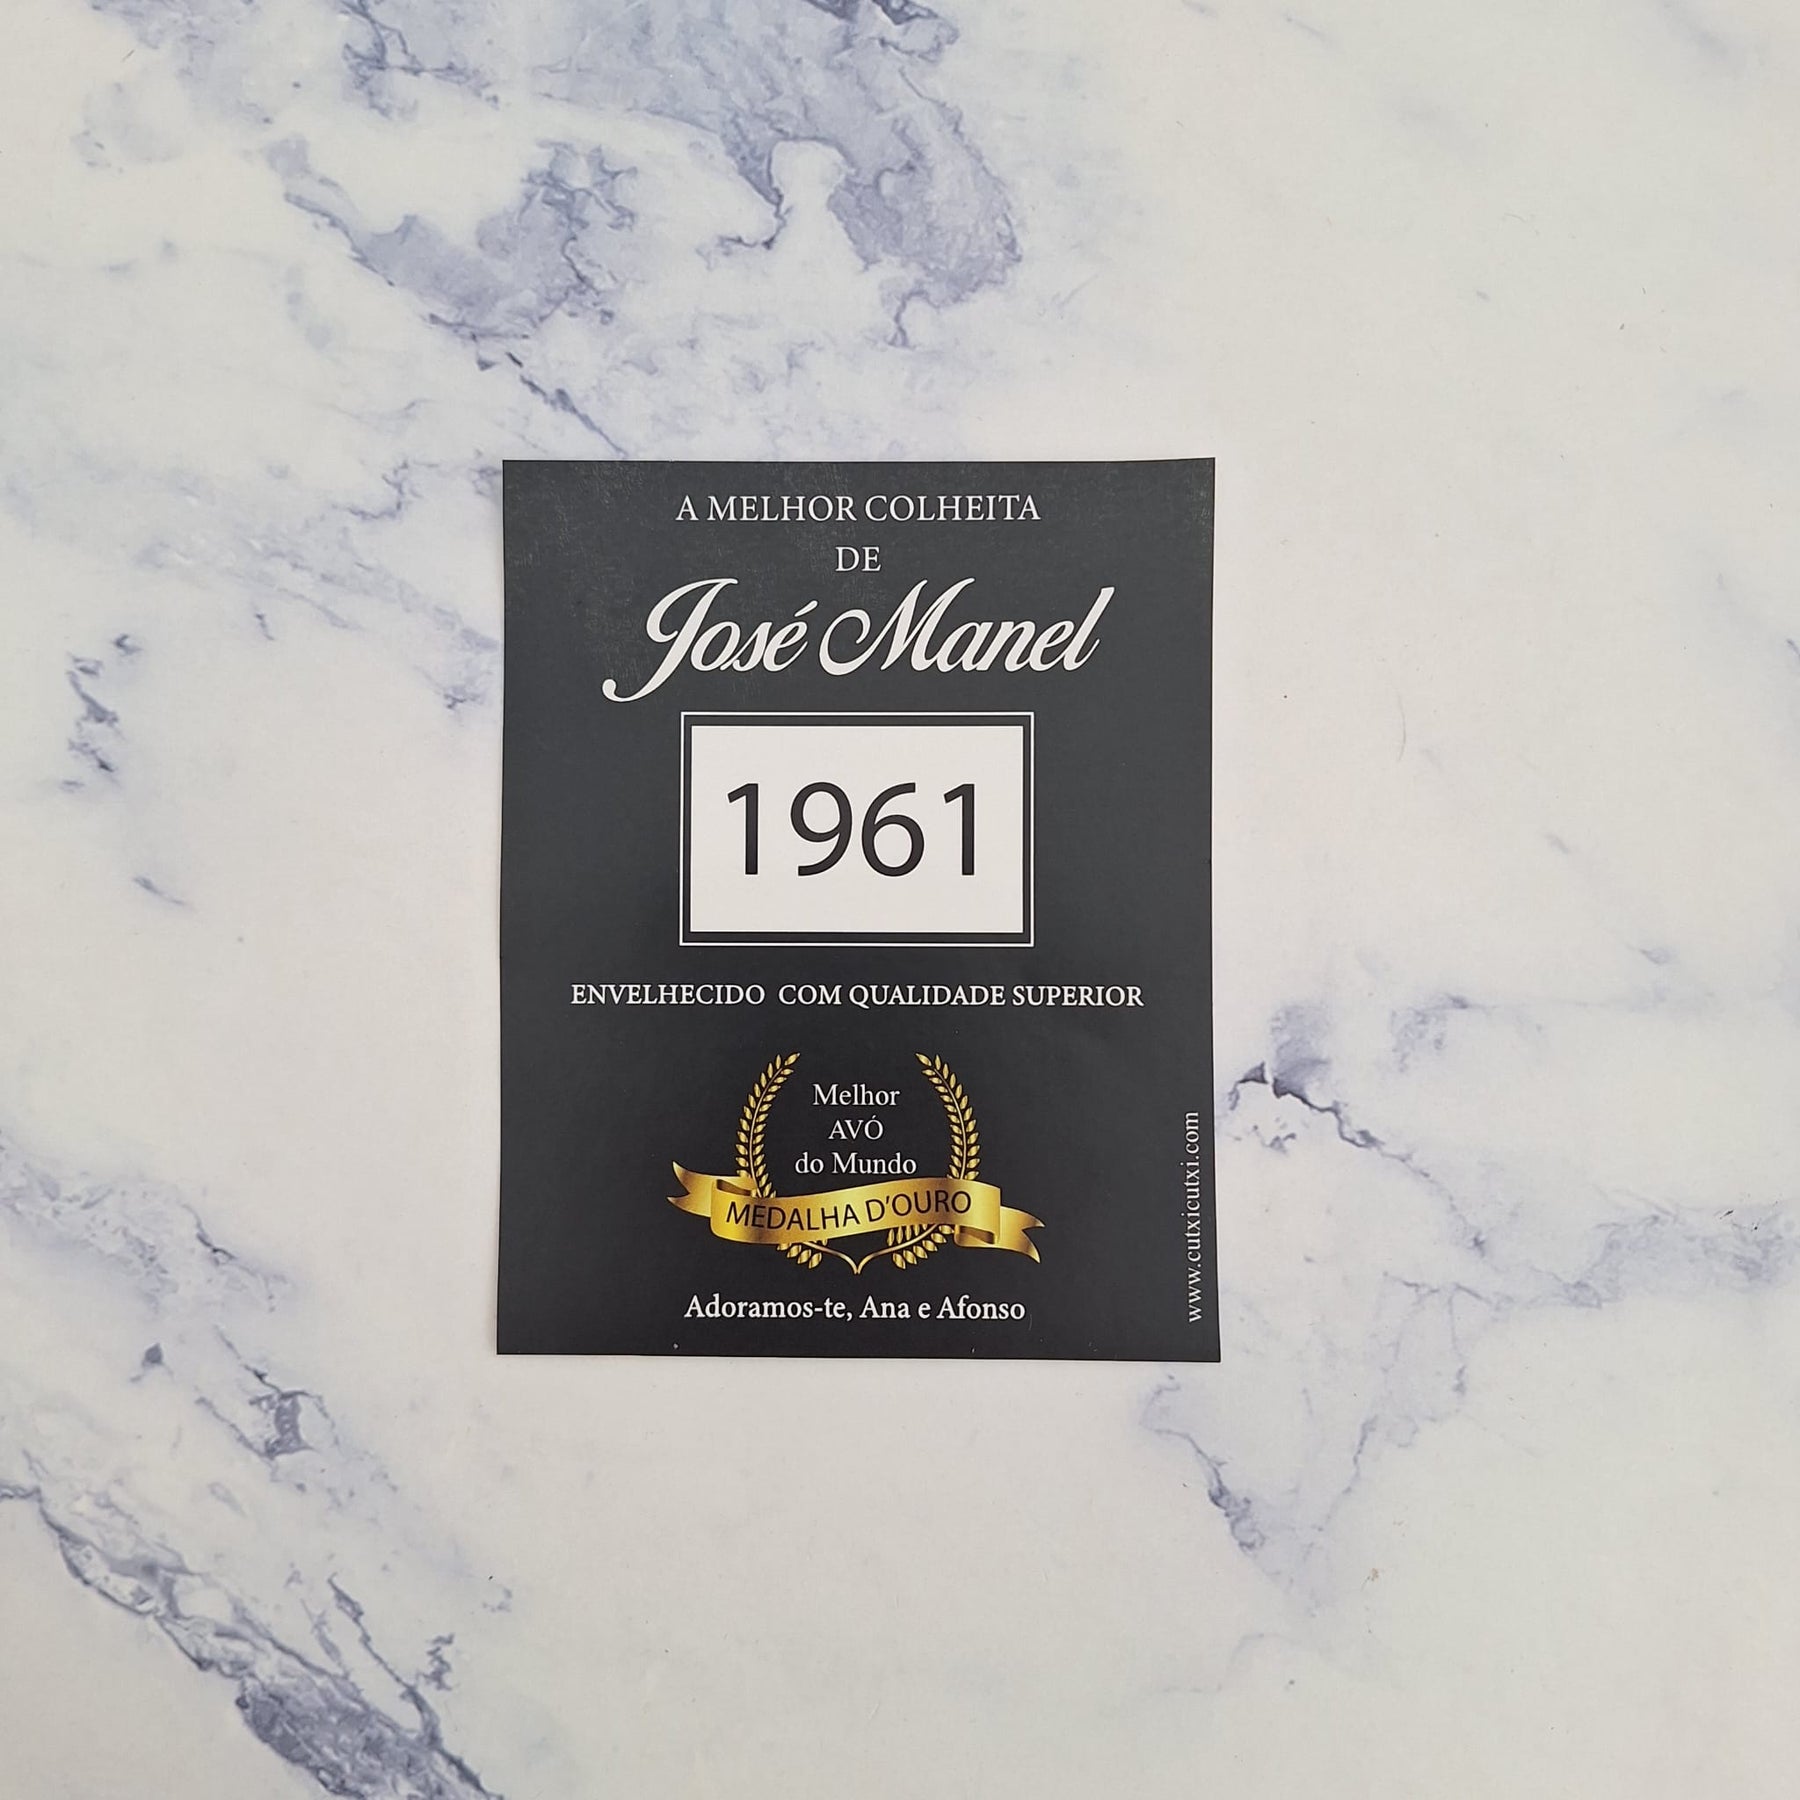 A MELHOR COLHEITA
DE
José Manel
1961
ENVELHECIDO COM QUALIDADE SUPERIOR
Melhor
AVÓ
do Mundo
MEDALHA D'OURO
Adoramos-te, Ana e Afonso
www.cutxicutxi.com